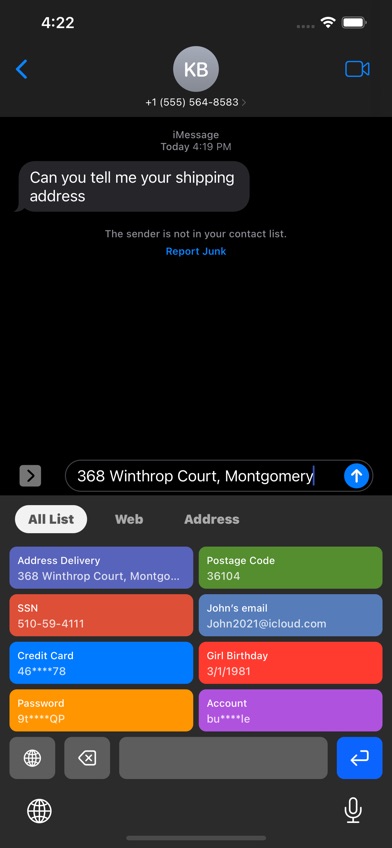 4:22
KB
+1 (555) 564-8583
iMessage
Today 4:19 PM
Can you tell me your shipping
address
The sender is not in your contact list.
Report Junk
368 Winthrop Court, Montgomery
All List Web Address
Address Delivery
368 Winthrop Court, Montgo...
Postage Code
36104
SSN
510-59-4111
John's email
John2021@icloud.com
Credit Card
46****78
Girl Birthday
3/1/1981
Password
9t****QP
Account
bu****le